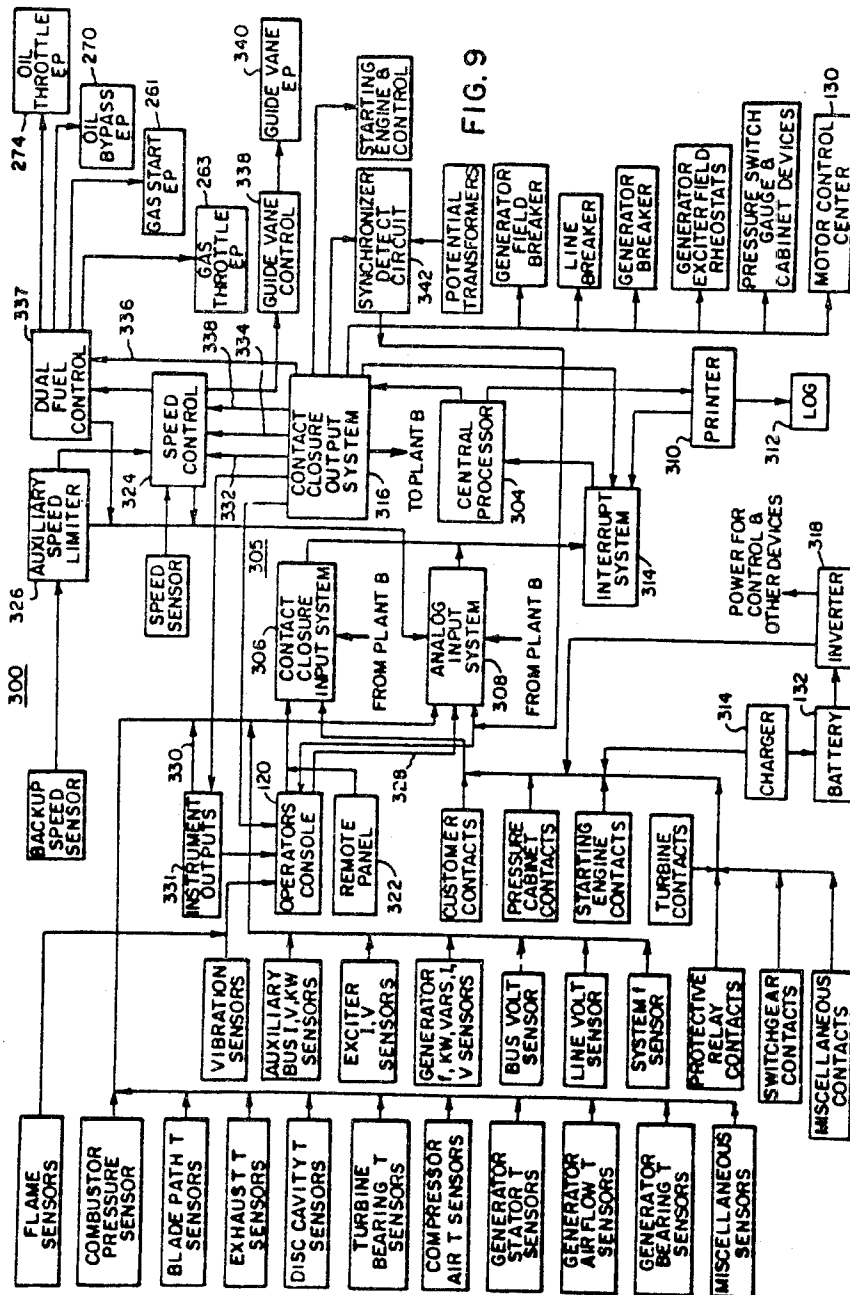 300
BACKUP
SPEED
SENSOR
326
AUXILIARY
SPEED
LIMITER
SPEED
SENSOR
324
SPEED
CONTROL
337
DUAL
FUEL
CONTROL
274
OIL
THROTTLE
EP
OIL
BYPASS
EP
270
GAS START
EP
261
GAS
THROTTLE
EP
263
336
338
334
332
GUIDE VANE
CONTROL
338
GUIDE VANE
EP
340
FLAME
SENSORS
COMBUSTOR
PRESSURE
SENSOR
BLADE PATH T
SENSORS
EXHAUST T
SENSORS
DISC CAVITY T
SENSORS
TURBINE
BEARING T
SENSORS
COMPRESSOR
AIR T SENSORS
GENERATOR
STATOR T
SENSORS
GENERATOR
AIR FLOW T
SENSORS
GENERATOR
BEARING T
SENSORS
MISCELLANEOUS
SENSORS
VIBRATION
SENSORS
AUXILIARY
BUS I,V,KW
SENSORS
EXCITER
I,V
SENSORS
GENERATOR
f,KW,VARS,I,
V SENSORS
BUS VOLT
SENSOR
LINE VOLT
SENSOR
SYSTEM f
SENSOR
PROTECTIVE
RELAY
CONTACTS
SWITCHGEAR
CONTACTS
MISCELLANEOUS
CONTACTS
331
INSTRUMENT
OUTPUTS
330
OPERATORS
CONSOLE
120
REMOTE
PANEL
322
328
CUSTOMER
CONTACTS
PRESSURE
CABINET
CONTACTS
STARTING
ENGINE
CONTACTS
TURBINE
CONTACTS
305
306
CONTACT
CLOSURE
INPUT SYSTEM
FROM PLANT B
ANALOG
INPUT
SYSTEM
308
FROM PLANT B
CONTACT
CLOSURE
OUTPUT
SYSTEM
316
TO PLANT B
CENTRAL
PROCESSOR
304
INTERRUPT
SYSTEM
314
310
PRINTER
312
LOG
CHARGER
314
BATTERY
132
INVERTER
318
POWER FOR
CONTROL &
OTHER DEVICES
STARTING
ENGINE &
CONTROL
SYNCHRONIZER
DETECT
CIRCUIT
342
POTENTIAL
TRANSFORMERS
GENERATOR
FIELD
BREAKER
LINE
BREAKER
GENERATOR
BREAKER
GENERATOR
EXCITER FIELD
RHEOSTATS
PRESSURE SWITCH
GAUGE &
CABINET DEVICES
MOTOR CONTROL
CENTER
130
FIG. 9